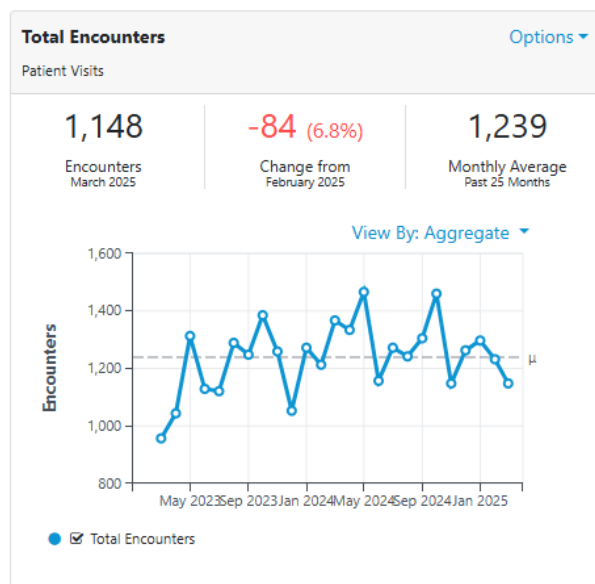 Total Encounters
Options
Patient Visits
1,148
Encounters
March 2025
-84 (6.8%)
Change from
February 2025
1,239
Monthly Average
Past 25 Months
View By: Aggregate
1,600
1,400
1,200
1,000
800
Encounters
μ
May 2023
Sep 2023
Jan 2024
May 2024
Sep 2024
Jan 2025
Total Encounters